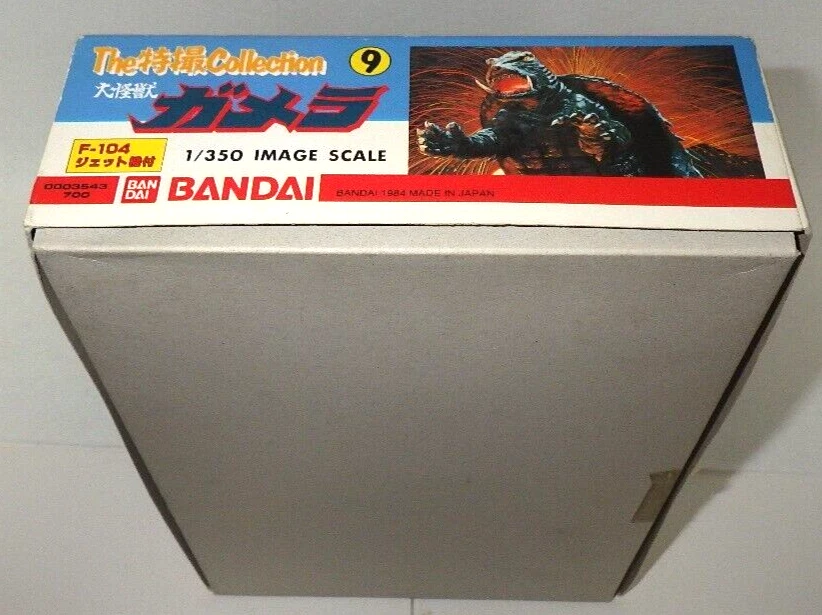 The特撮Collection 9
大怪獣
ガメラ
F-104
ジェット機付
1/350 IMAGE SCALE
0003543
700
BAN
DAI
BANDAI
BANDAI 1984 MADE IN JAPAN